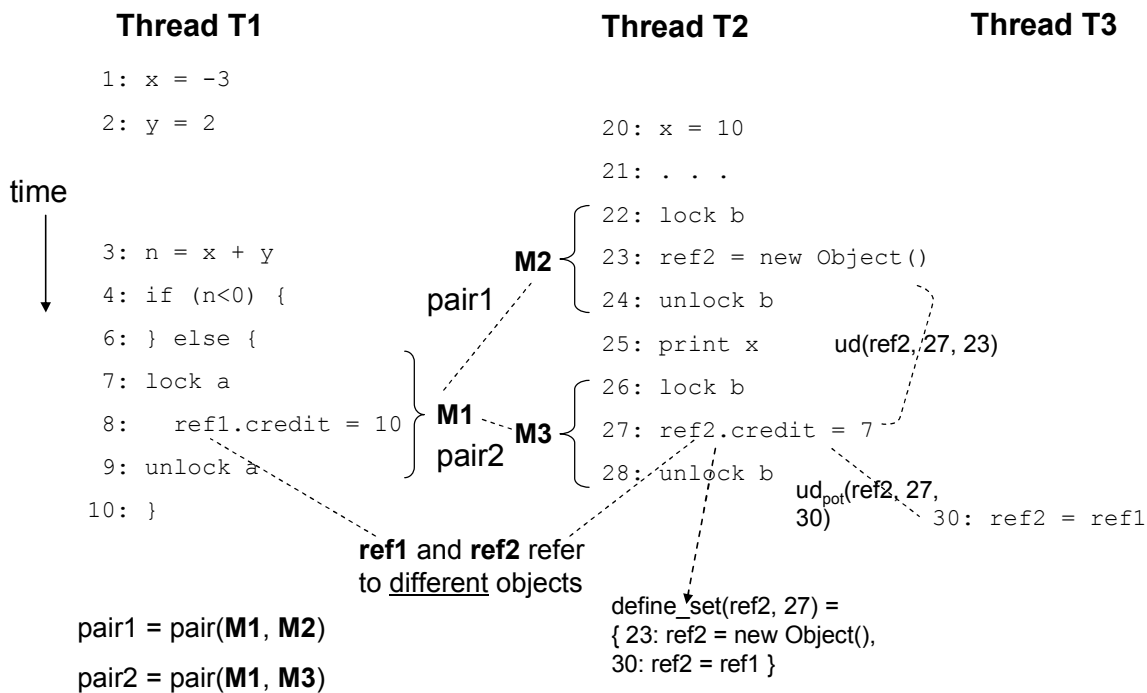 Thread T1
Thread T2
Thread T3
1: x = -3
2: y = 2
20: x = 10
21: . . .
time
22: lock b
3: n = x + y
M2
23: ref2 = new Object()
4: if (n<0) {
pair1
24: unlock b
6: } else {
25: print x
ud(ref2, 27, 23)
7: lock a
26: lock b
8: ref1.credit = 10
M1
M3
27: ref2.credit = 7
pair2
9: unlock a
28: unlock b
10: }
ud_pot(ref2, 27,
30)
30: ref2 = ref1
ref1 and ref2 refer
to different objects
define_set(ref2, 27) =
{ 23: ref2 = new Object(),
30: ref2 = ref1 }
pair1 = pair(M1, M2)
pair2 = pair(M1, M3)